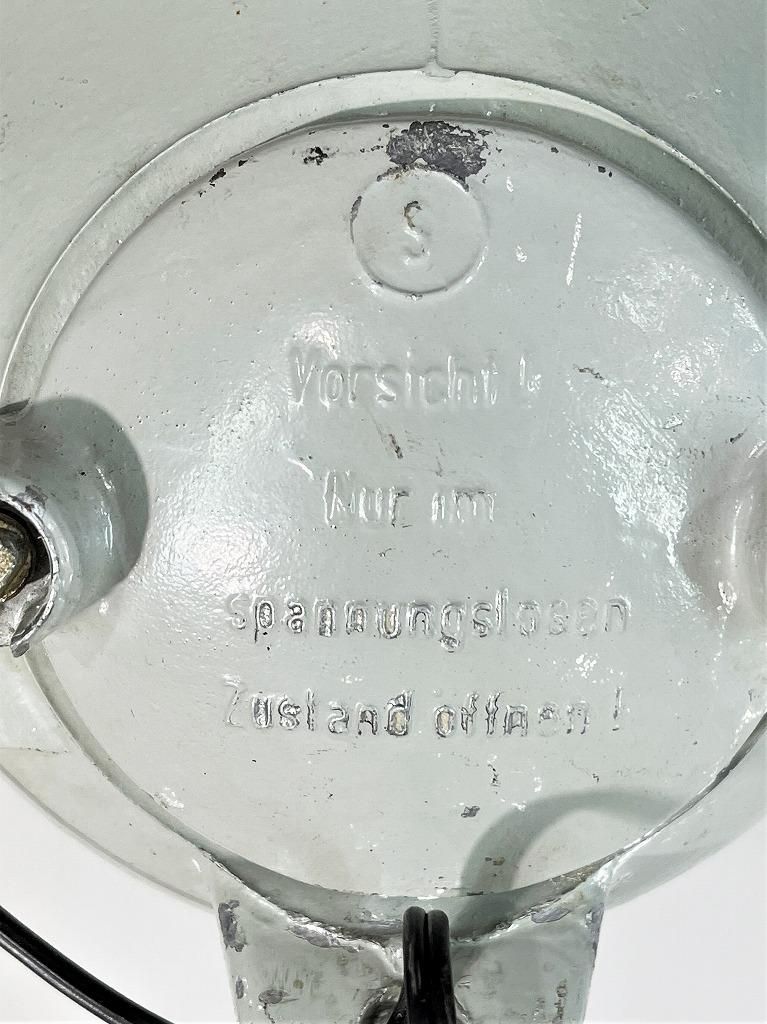 S
Vorsicht !
Nur im
spannungslosen
Zustand öffnen !